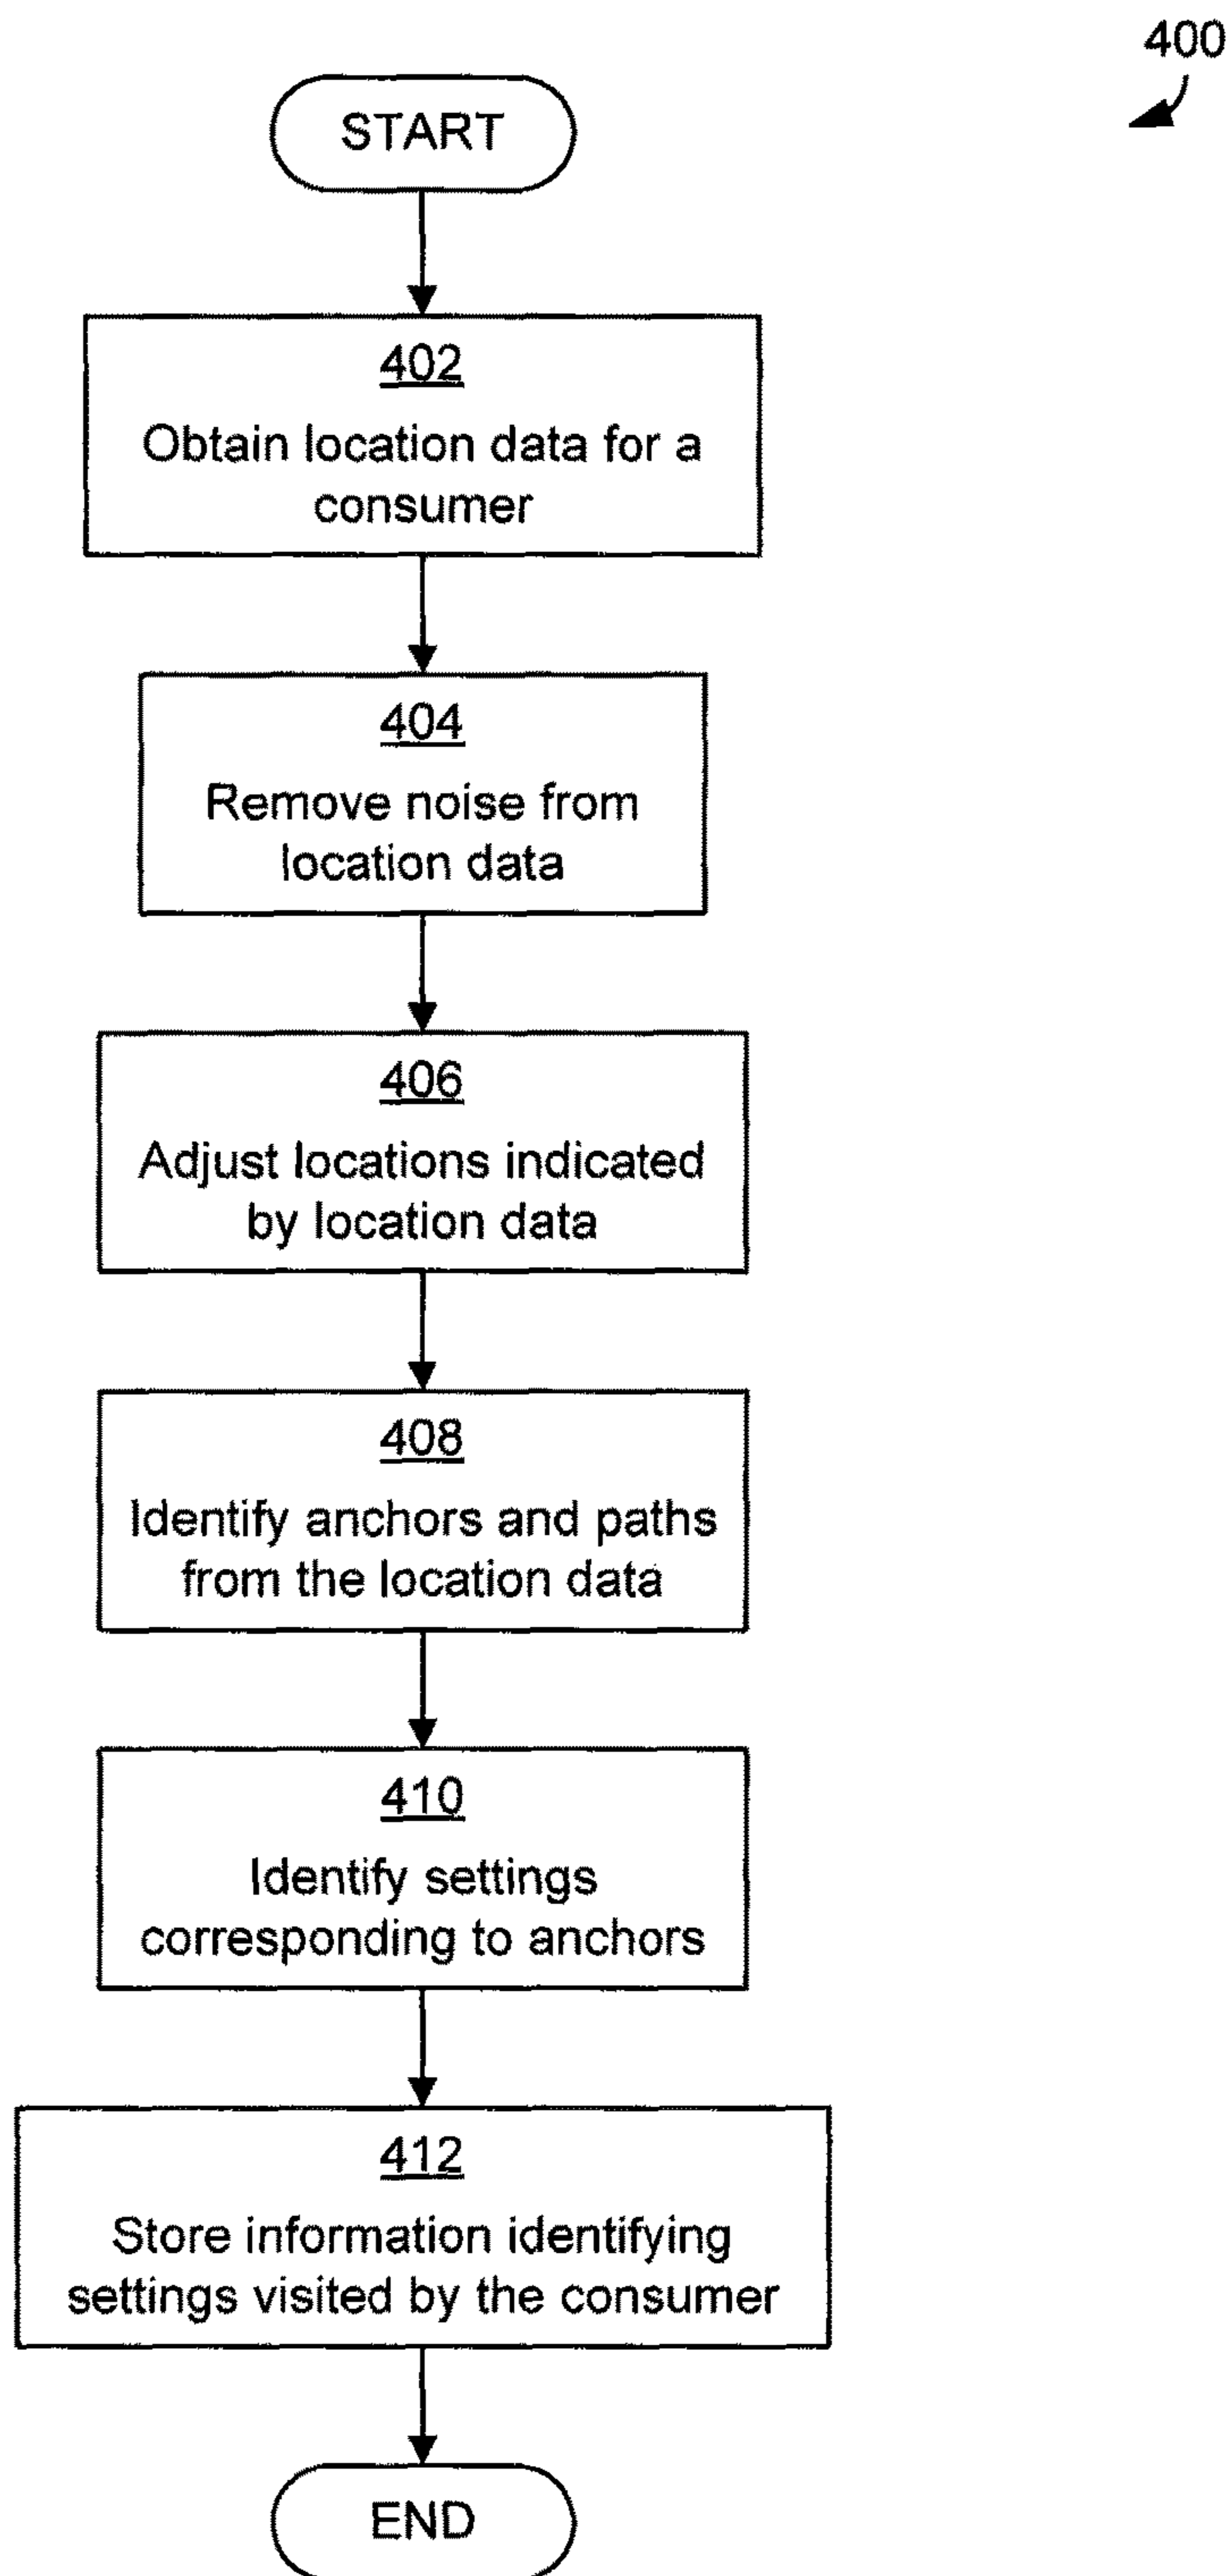 400
START
402
Obtain location data for a
consumer
404
Remove noise from
location data
406
Adjust locations indicated
by location data
408
Identify anchors and paths
from the location data
410
Identify settings
corresponding to anchors
412
Store information identifying
settings visited by the consumer
END